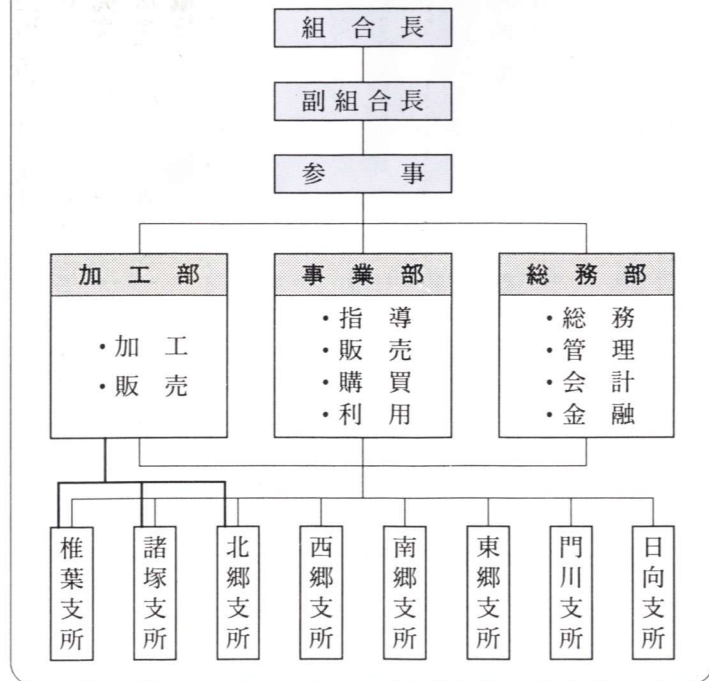 組合長
副組合長
参事
加工部
・加工
・販売
事業部
・指導
・販売
・購買
・利用
総務部
・総務
・管理
・会計
・金融
椎葉支所
諸塚支所
北郷支所
西郷支所
南郷支所
東郷支所
門川支所
日向支所